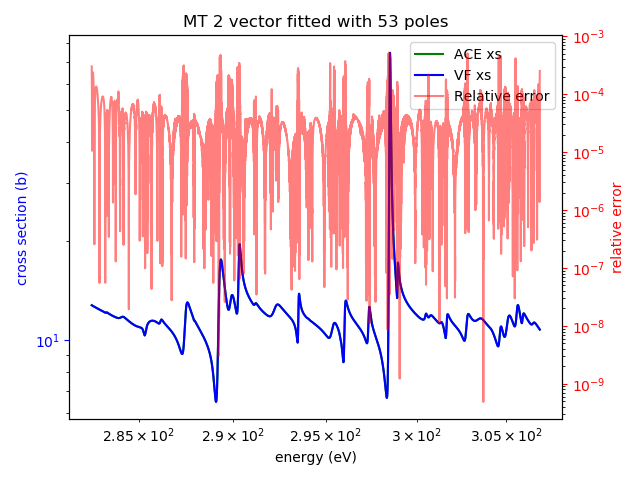 MT 2 vector fitted with 53 poles
ACE xs
VF xs
Relative error
cross section (b)
10¹
10⁻³
10⁻⁴
10⁻⁵
10⁻⁶
10⁻⁷
10⁻⁸
10⁻⁹
relative error
2.85 × 10² 2.9 × 10² 2.95 × 10² 3 × 10² 3.05 × 10²
energy (eV)